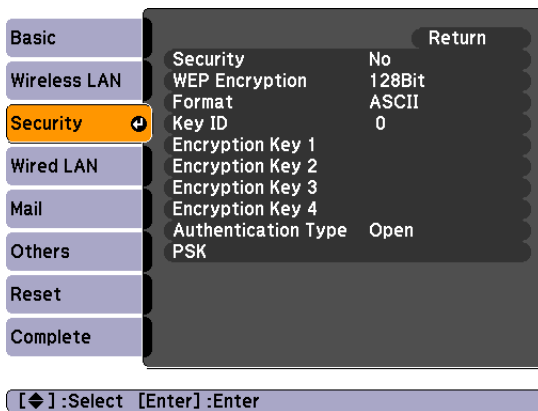 Basic
Wireless LAN
Security
Wired LAN
Mail
Others
Reset
Complete
Return
Security No
WEP Encryption 128Bit
Format ASCII
Key ID 0
Encryption Key 1
Encryption Key 2
Encryption Key 3
Encryption Key 4
Authentication Type Open
PSK
[◆] :Select [Enter] :Enter